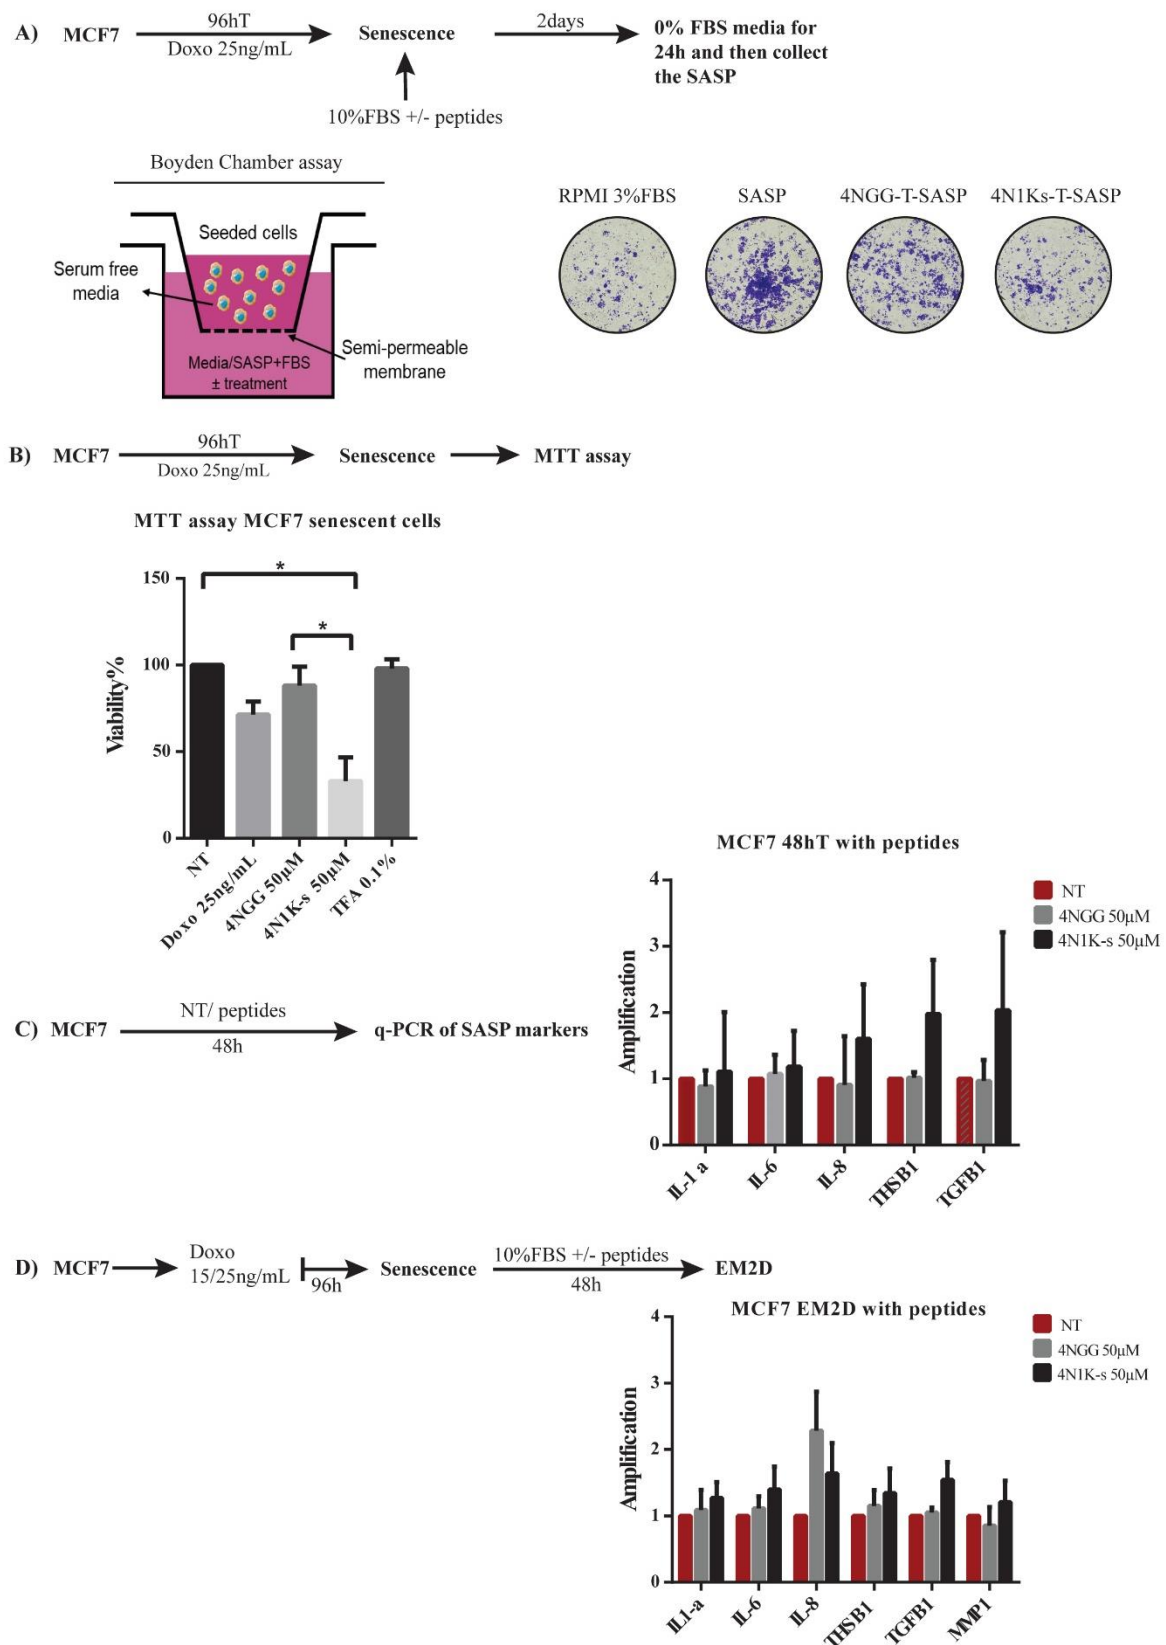 A) MCF7
96hT
Doxo 25ng/mL
Senescence
2days
0% FBS media for
24h and then collect
the SASP
10%FBS +/- peptides
Boyden Chamber assay
Seeded cells
Serum free
media
Semi-permeable
membrane
Media/SASP+FBS
± treatment
RPMI 3%FBS
SASP
4NGG-T-SASP
4N1Ks-T-SASP
B) MCF7
96hT
Doxo 25ng/mL
Senescence
MTT assay
MTT assay MCF7 senescent cells
*
*
Viability%
150
100
50
0
NT
Doxo 25ng/mL
4NGG 50µM
4N1K-s 50µM
TFA 0.1%
C) MCF7
NT/ peptides
48h
q-PCR of SASP markers
MCF7 48hT with peptides
NT
4NGG 50µM
4N1K-s 50µM
Amplification
4
3
2
1
0
IL-1 a
IL-6
IL-8
THSB1
TGFB1
D) MCF7
Doxo
15/25ng/mL
96h
Senescence
10%FBS +/- peptides
48h
EM2D
MCF7 EM2D with peptides
NT
4NGG 50µM
4N1K-s 50µM
Amplification
4
3
2
1
0
IL1-a
IL-6
IL-8
THSB1
TGFB1
MMP1